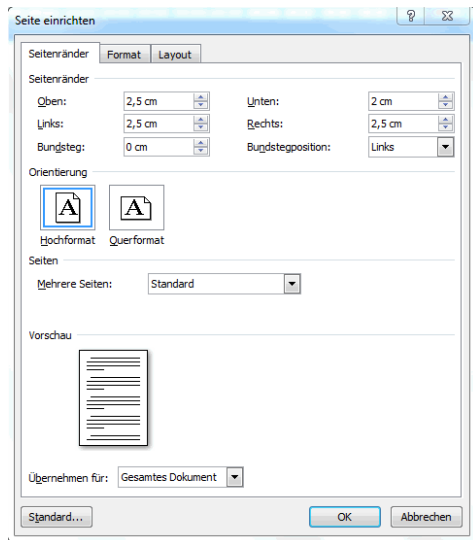 Seite einrichten
Seitenränder Format Layout
Seitenränder
Oben: 2,5 cm Unten: 2 cm
Links: 2,5 cm Rechts: 2,5 cm
Bundsteg: 0 cm Bundstegposition: Links
Orientierung
A A
Hochformat Querformat
Seiten
Mehrere Seiten: Standard
Vorschau
Übernehmen für: Gesamtes Dokument
Standard... OK Abbrechen